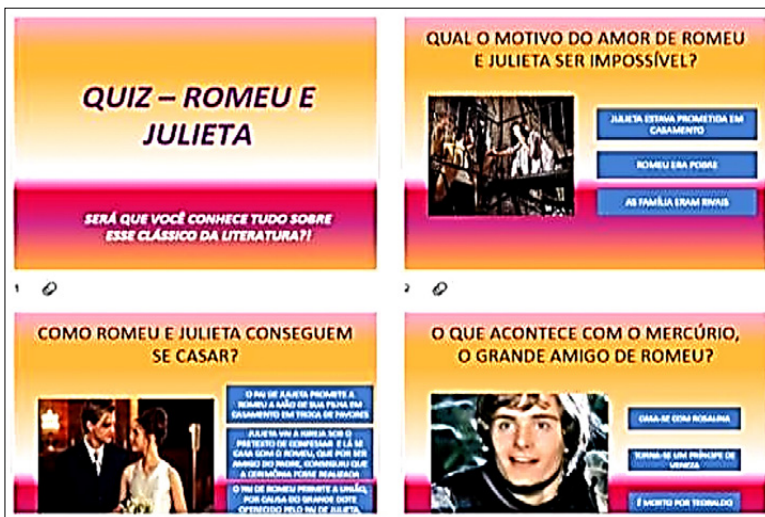 QUIZ – ROMEU E
JULIETA
SERÁ QUE VOCÊ CONHECE TUDO SOBRE
ESSE CLÁSSICO DA LITERATURA?!
1
QUAL O MOTIVO DO AMOR DE ROMEU
E JULIETA SER IMPOSSÍVEL?
JULIETA ESTAVA PROMETIDA EM
CASAMENTO
ROMEU ERA POBRE
AS FAMÍLIA ERAM RIVAIS
2
COMO ROMEU E JULIETA CONSEGUEM
SE CASAR?
O PAI DE JULIETA PROMETE A
ROMEU A MÃO DE SUA FILHA EM
CASAMENTO EM TROCA DE FAVORES
JULIETA VAI A IGREJA SOB O
PRETEXTO DE CONFESSAR E LÁ SE
CASA COM O ROMEU, QUE POR SER
AMIGO DO PADRE, CONSEGUIU QUE
A CERIMÔNIA FOSSE REALIZADA
O PAI DE ROMEU PERMITE A UNIÃO,
POR CAUSA DO GRANDE DOTE
OFERECIDO PELO PAI DE JULIETA,
O QUE ACONTECE COM O MERCÚRIO,
O GRANDE AMIGO DE ROMEU?
CASA-SE COM ROSALINA
TORNA-SE UM PRÍNCIPE DE
VENEZA
É MORTO POR TEOBALDO